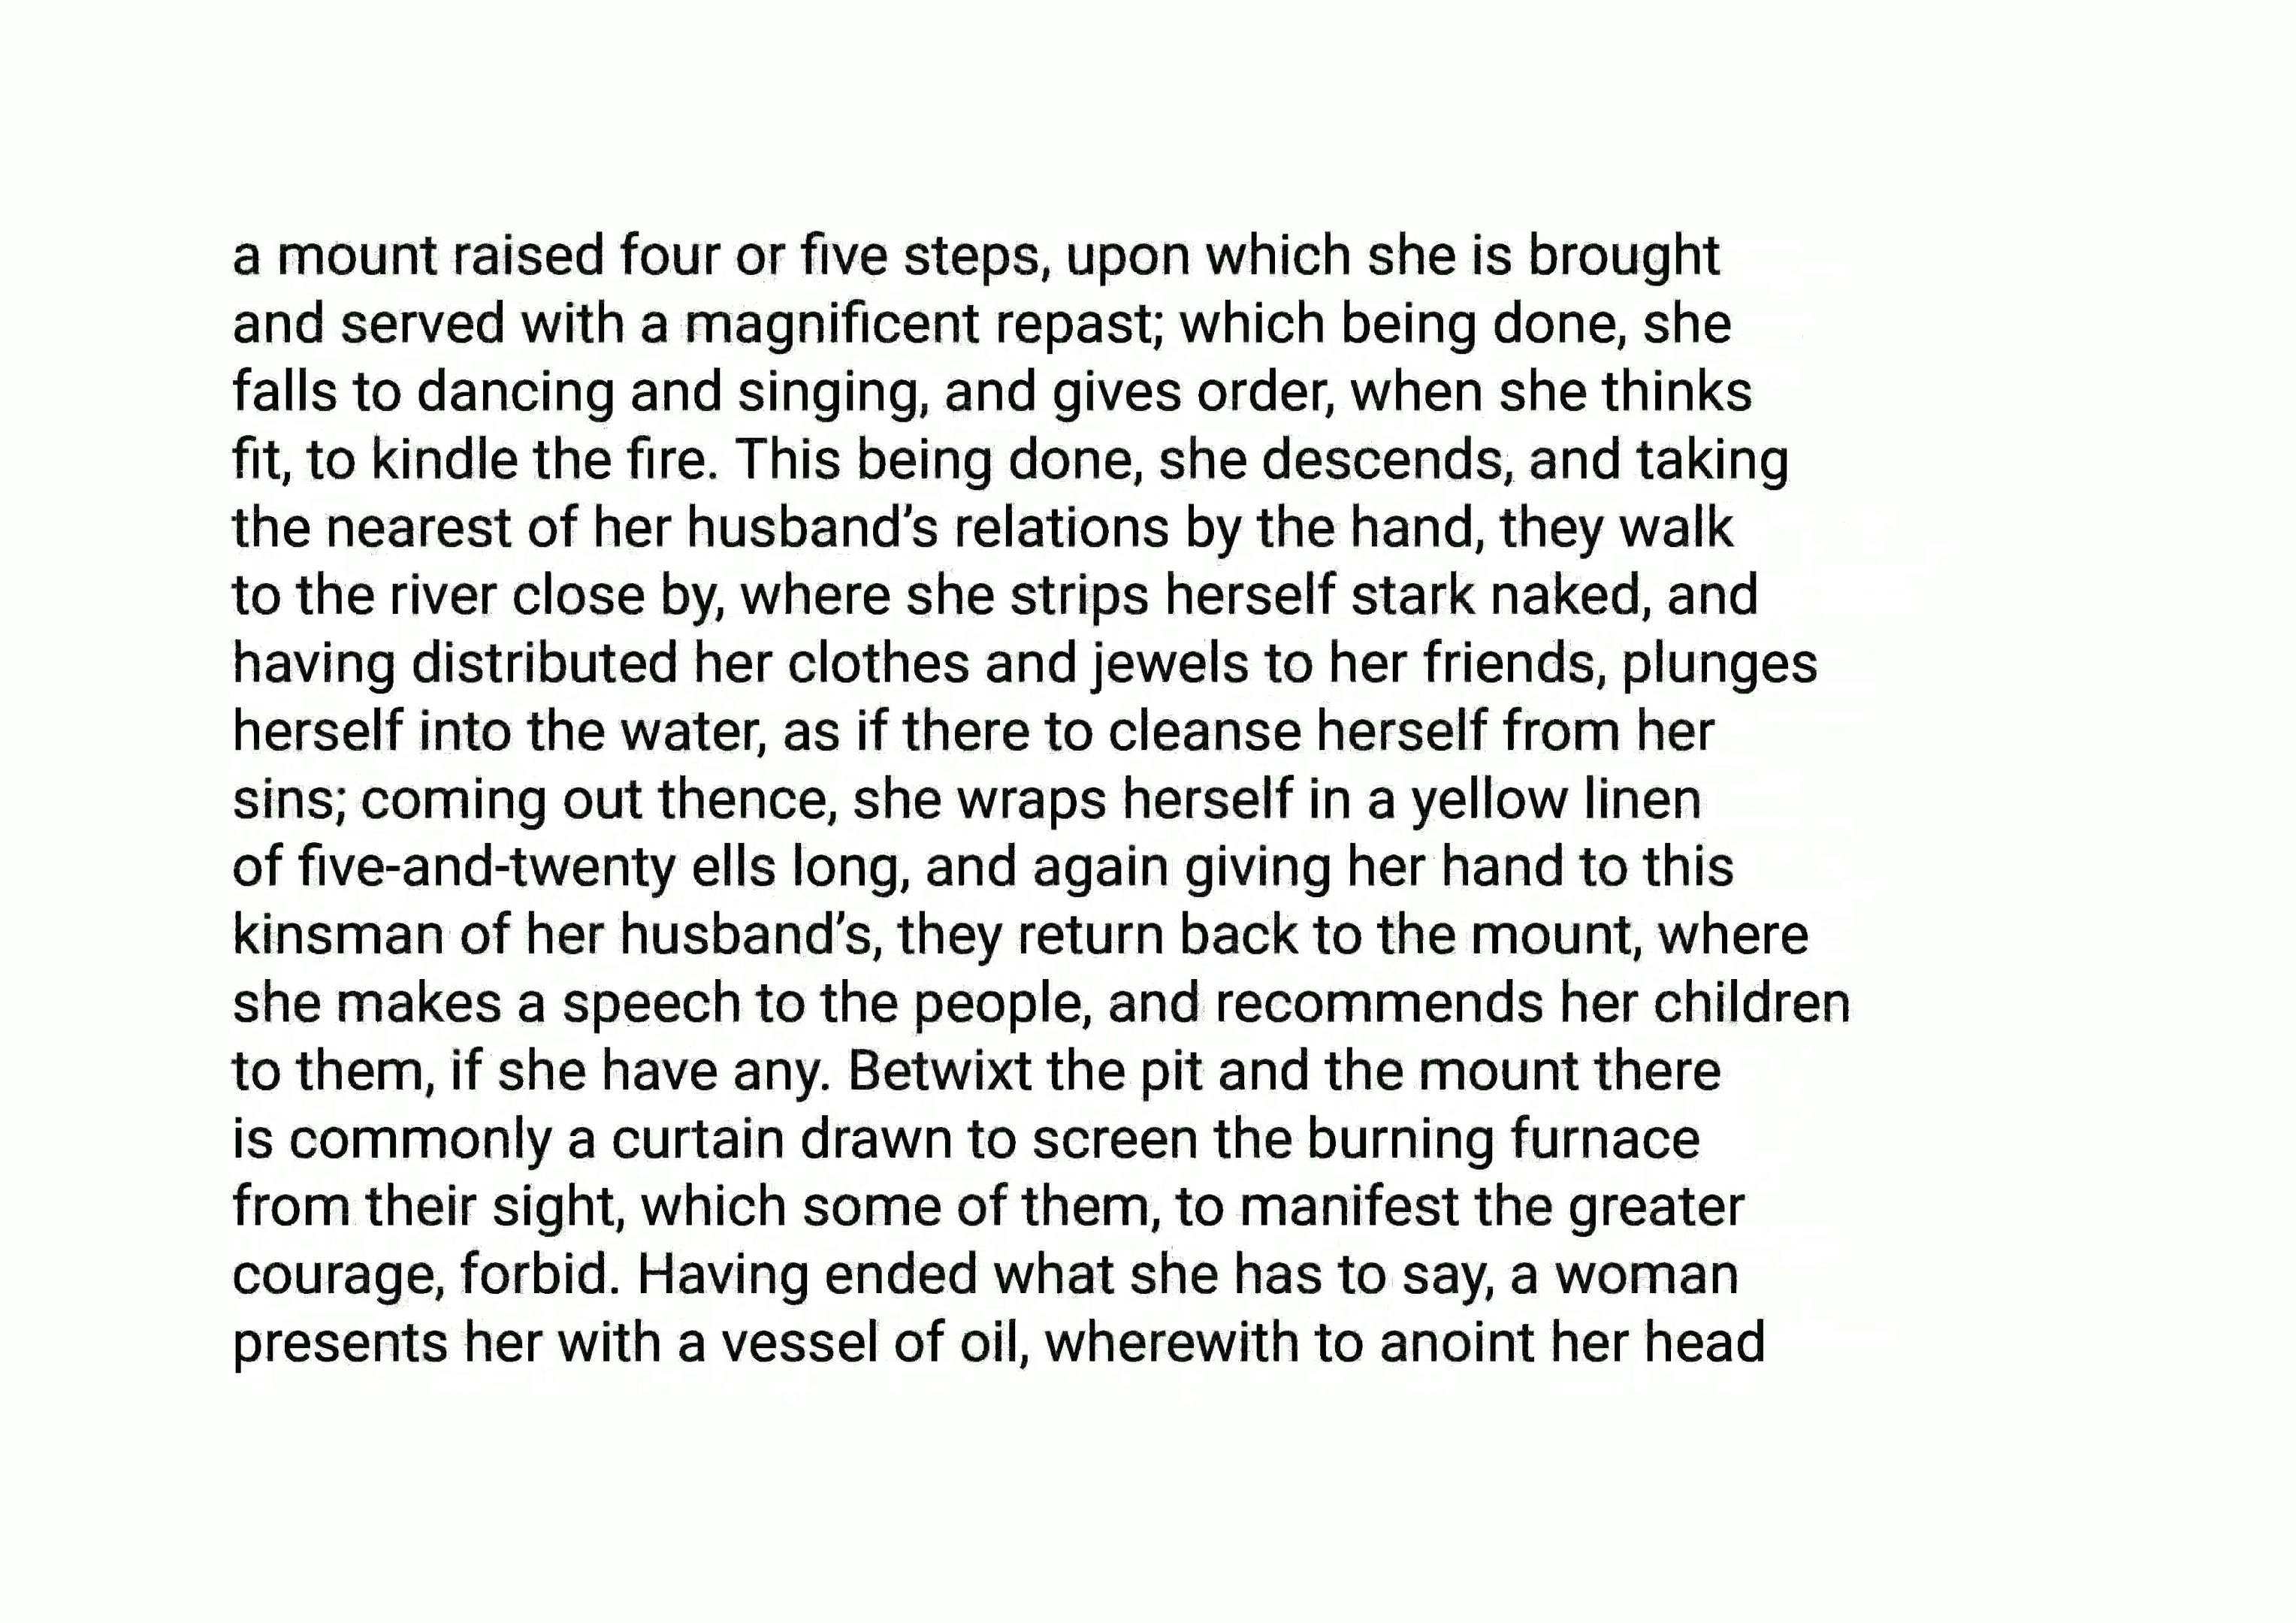 a mount raised four or five steps, upon which she is brought
and served with a magnificent repast; which being done, she
falls to dancing and singing, and gives order, when she thinks
fit, to kindle the fire. This being done, she descends, and taking
the nearest of her husband’s relations by the hand, they walk
to the river close by, where she strips herself stark naked, and
having distributed her clothes and jewels to her friends, plunges
herself into the water, as if there to cleanse herself from her
sins; coming out thence, she wraps herself in a yellow linen
of five-and-twenty ells long, and again giving her hand to this
kinsman of her husband’s, they return back to the mount, where
she makes a speech to the people, and recommends her children
to them, if she have any. Betwixt the pit and the mount there
is commonly a curtain drawn to screen the burning furnace
from their sight, which some of them, to manifest the greater
courage, forbid. Having ended what she has to say, a woman
presents her with a vessel of oil, wherewith to anoint her head